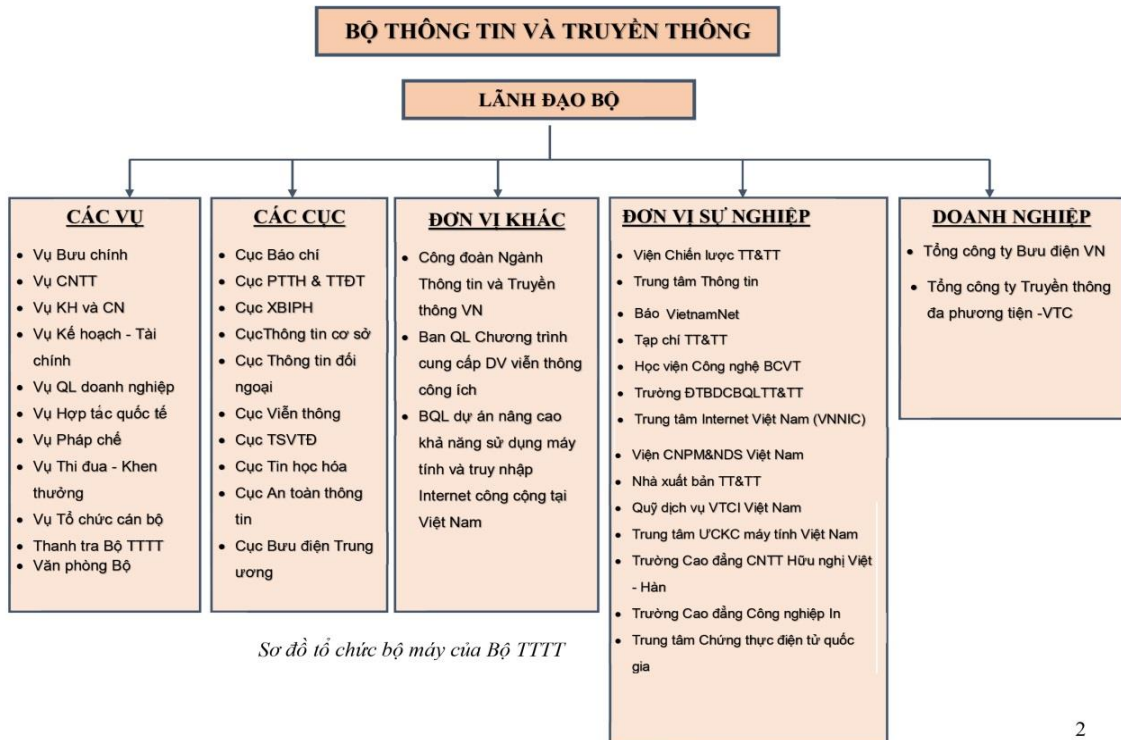 BỘ THÔNG TIN VÀ TRUYỀN THÔNG
LÃNH ĐẠO BỘ
CÁC VỤ
• Vụ Bưu chính
• Vụ CNTT
• Vụ KH và CN
• Vụ Kế hoạch - Tài
chính
• Vụ QL doanh nghiệp
• Vụ Hợp tác quốc tế
• Vụ Pháp chế
• Vụ Thi đua - Khen
thưởng
• Vụ Tổ chức cán bộ
• Thanh tra Bộ TTTT
• Văn phòng Bộ
CÁC CỤC
• Cục Báo chí
• Cục PTTH & TTĐT
• Cục XBIPH
• CụcThông tin cơ sở
• Cục Thông tin đối
ngoại
• Cục Viễn thông
• Cục TSVTĐ
• Cục Tin học hóa
• Cục An toàn thông
tin
• Cục Bưu điện Trung
ương
ĐƠN VỊ KHÁC
• Công đoàn Ngành
Thông tin và Truyền
thông VN
• Ban QL Chương trình
cung cấp DV viễn thông
công ích
• BQL dự án nâng cao
khả năng sử dụng máy
tính và truy nhập
Internet công cộng tại
Việt Nam
ĐƠN VỊ SỰ NGHIỆP
• Viện Chiến lược TT&TT
• Trung tâm Thông tin
• Báo VietnamNet
• Tạp chí TT&TT
• Học viện Công nghệ BCVT
• Trường ĐTBDCBQLTT&TT
• Trung tâm Internet Việt Nam (VNNIC)
• Viện CNPM&NDS Việt Nam
• Nhà xuất bản TT&TT
• Quỹ dịch vụ VTCI Việt Nam
• Trung tâm ƯCKC máy tính Việt Nam
• Trường Cao đẳng CNTT Hữu nghị Việt
- Hàn
• Trường Cao đẳng Công nghiệp In
• Trung tâm Chứng thực điện tử quốc
gia
DOANH NGHIỆP
• Tổng công ty Bưu điện VN
• Tổng công ty Truyền thông
đa phương tiện -VTC
Sơ đồ tổ chức bộ máy của Bộ TTTT
2